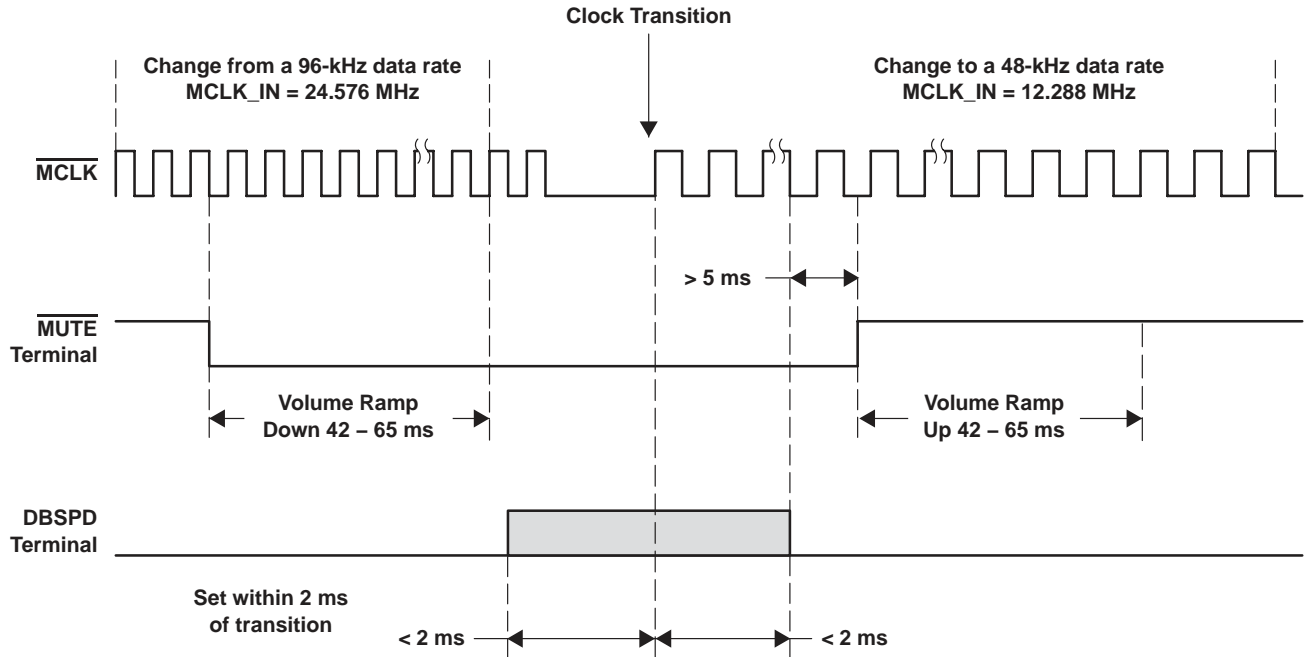 Clock Transition
Change from a 96-kHz data rate
MCLK_IN = 24.576 MHz
Change to a 48-kHz data rate
MCLK_IN = 12.288 MHz
MCLK
> 5 ms
MUTE
Terminal
Volume Ramp
Down 42 – 65 ms
Volume Ramp
Up 42 – 65 ms
DBSPD
Terminal
Set within 2 ms
of transition
< 2 ms
< 2 ms